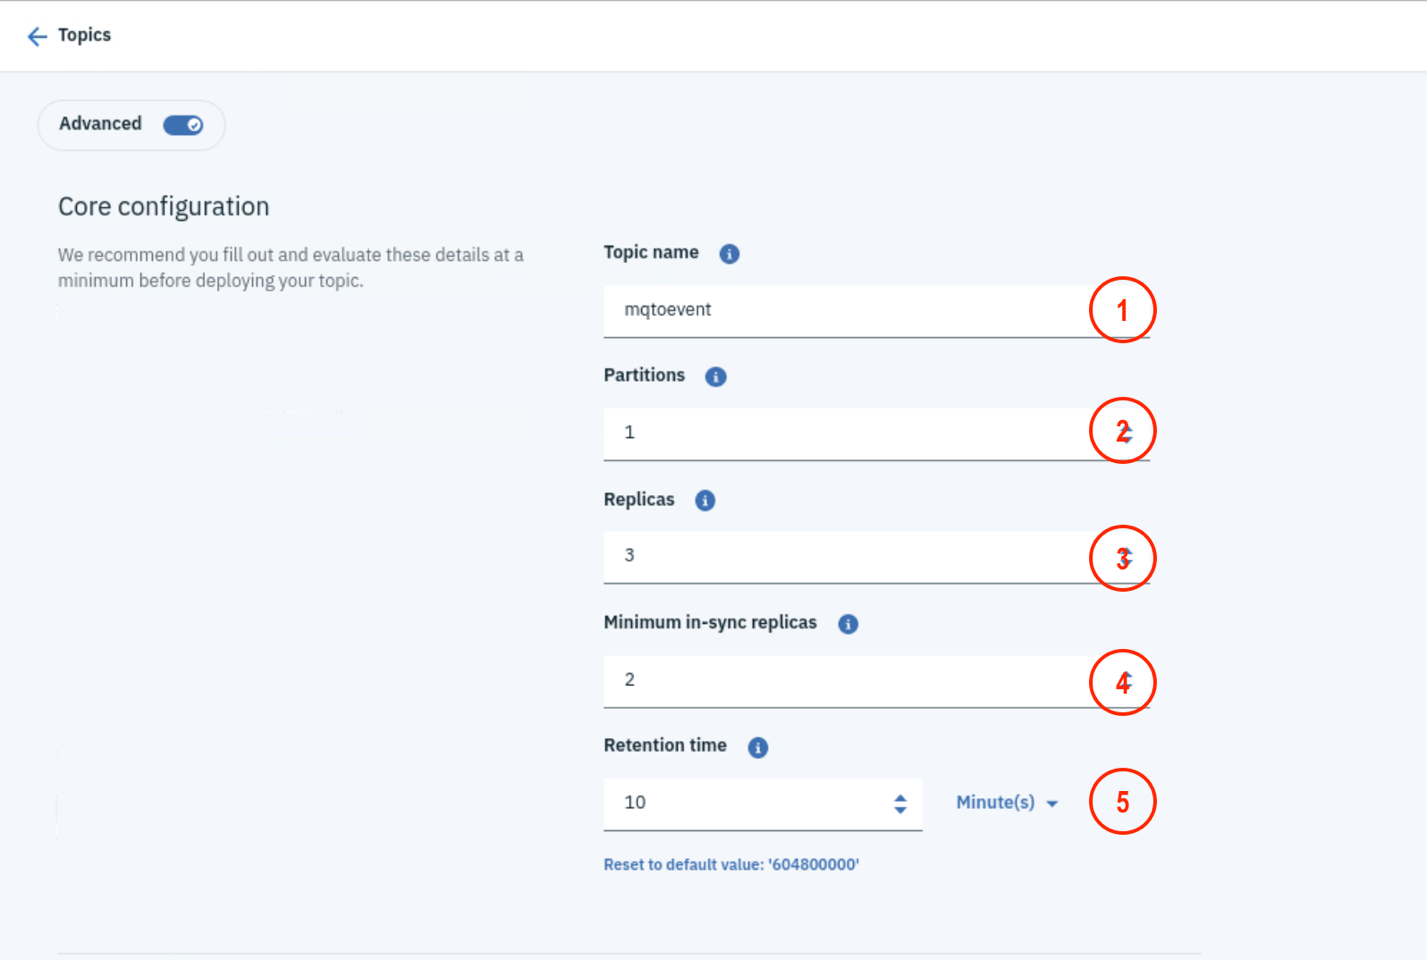 Topics
Advanced
Core configuration
We recommend you fill out and evaluate these details at a
minimum before deploying your topic.
Topic name
mqtoevent
1
Partitions
1
2
Replicas
3
3
Minimum in-sync replicas
2
4
Retention time
10
Minute(s)
5
Reset to default value: '604800000'